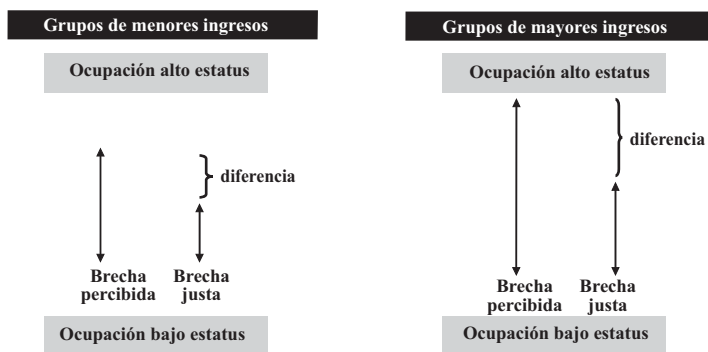 Grupos de menores ingresos
Ocupación alto estatus
diferencia
Brecha
percibida
Brecha
justa
Ocupación bajo estatus
Grupos de mayores ingresos
Ocupación alto estatus
diferencia
Brecha
percibida
Brecha
justa
Ocupación bajo estatus